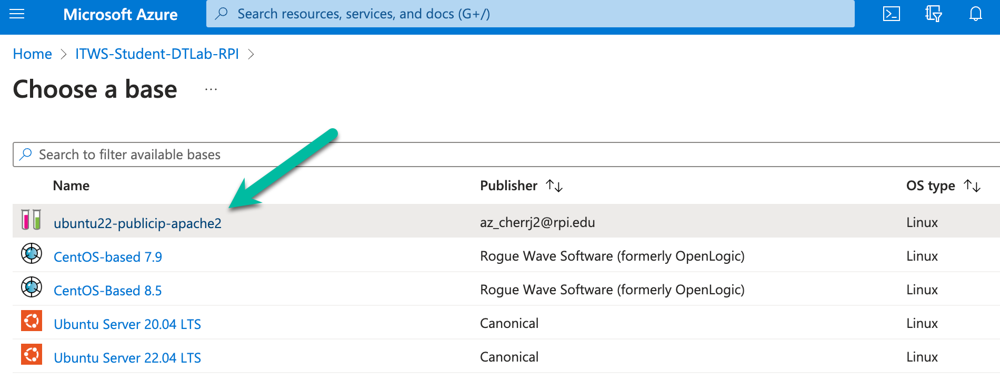 Microsoft Azure
Search resources, services, and docs (G+/)
Home > ITWS-Student-DTLab-RPI >
Choose a base ...
Search to filter available bases
Name Publisher ↑↓ OS type ↑↓
ubuntu22-publicip-apache2 az_cherrj2@rpi.edu Linux
CentOS-based 7.9 Rogue Wave Software (formerly OpenLogic) Linux
CentOS-Based 8.5 Rogue Wave Software (formerly OpenLogic) Linux
Ubuntu Server 20.04 LTS Canonical Linux
Ubuntu Server 22.04 LTS Canonical Linux